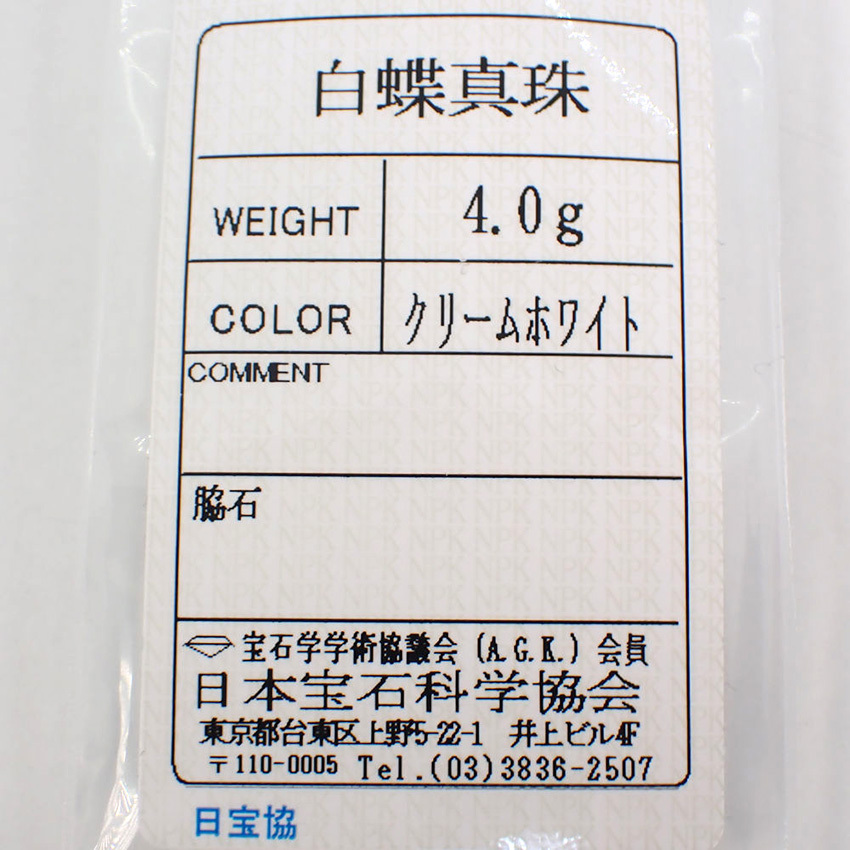 白蝶真珠
WEIGHT 4.0g
COLOR クリームホワイト
COMMENT
脇石
宝石学学術協議会(A.G.K.)会員
日本宝石科学協会
東京都台東区上野5-22-1 井上ビル4F
〒110-0005 Tel.(03)3836-2507
日宝協